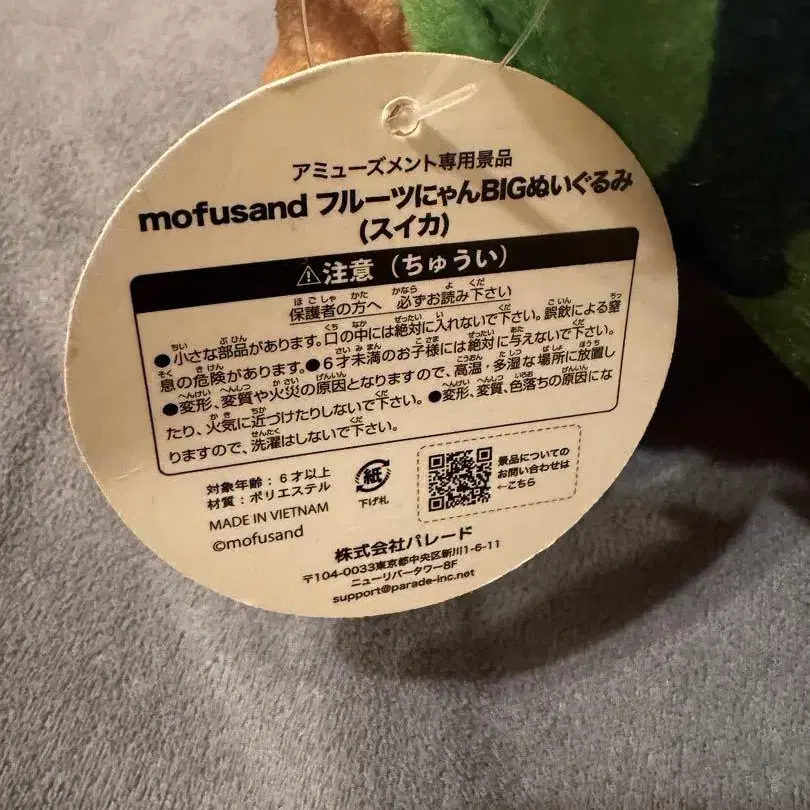 アミューズメント専用景品
mofusand フルーツにゃんBIGぬいぐるみ
(スイカ)
⚠注意（ちゅうい）
保護者の方へ 必ずお読み下さい
●小さな部品があります。口の中には絶対に入れないで下さい。誤飲による窒
息の危険があります。●6才未満のお子様には絶対に与えないで下さい。
●変形、変質や火災の原因となりますので、高温・多湿な場所に放置し
たり、火気に近づけたりしないで下さい。●変形、変質、色落ちの原因にな
りますので、洗濯はしないで下さい。
対象年齢：6才以上
材質：ポリエステル
MADE IN VIETNAM
©mofusand
紙
下げ札
景品についての
お問い合わせは
←こちら
株式会社パレード
〒104-0033東京都中央区新川1-6-11
ニューリバータワー8F
support@parade-inc.net